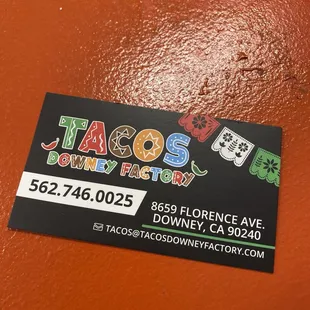 TACOS
DOWNEY FACTORY
562.746.0025
8659 FLORENCE AVE.
DOWNEY, CA 90240
TACOS@TACOSDOWNEYFACTORY.COM